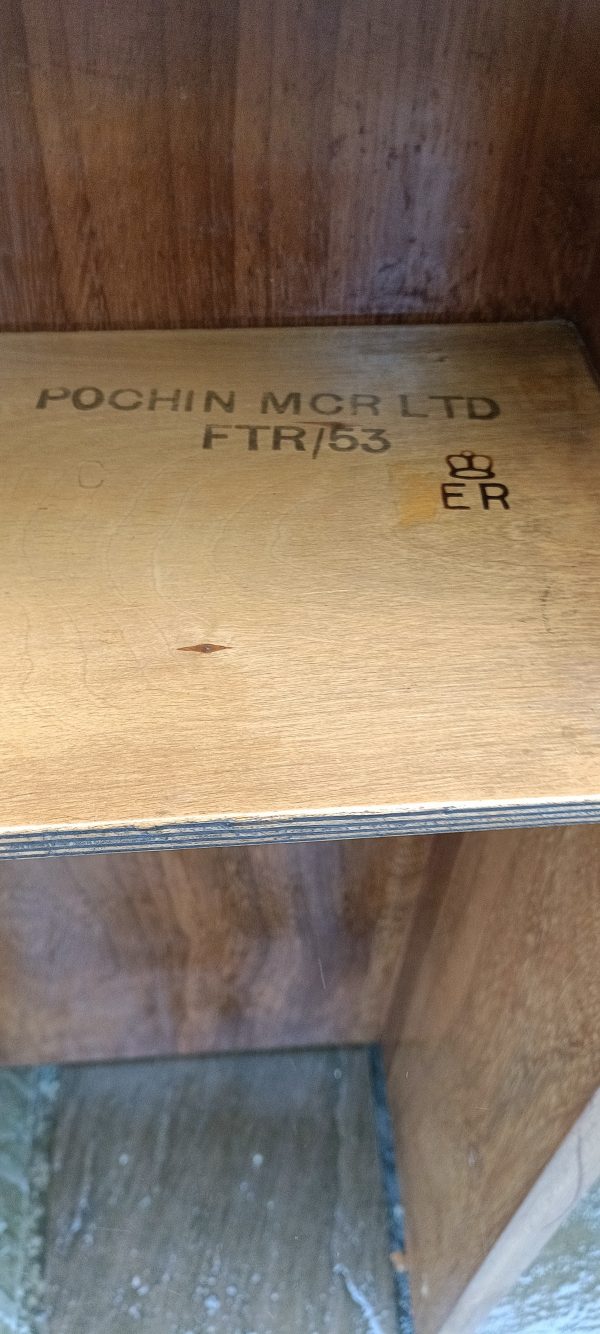 POCHIN MCR LTD
FTR/53
ER